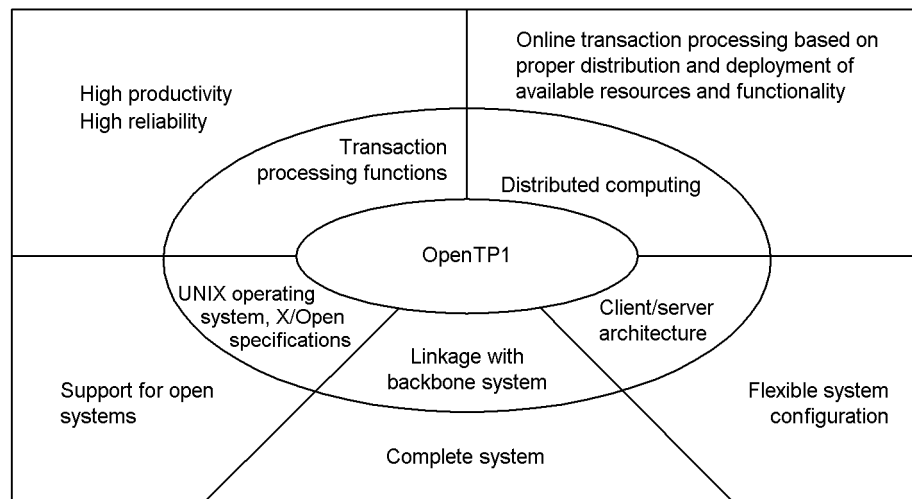 High productivity
High reliability
Online transaction processing based on
proper distribution and deployment of
available resources and functionality
Transaction
processing functions
Distributed computing
OpenTP1
UNIX operating
system, X/Open
specifications
Client/server
architecture
Linkage with
backbone system
Support for open
systems
Flexible system
configuration
Complete system